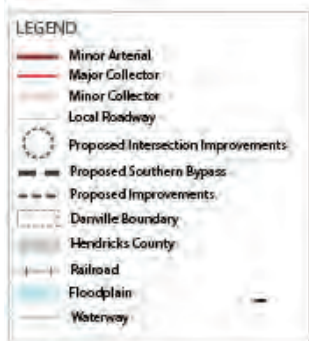 LEGEND
Minor Arterial
Major Collector
Minor Collector
Local Roadway
Proposed Intersection Improvements
Proposed Southern Bypass
Proposed Improvements
Danville Boundary
Hendricks County
Railroad
Floodplain
Waterway